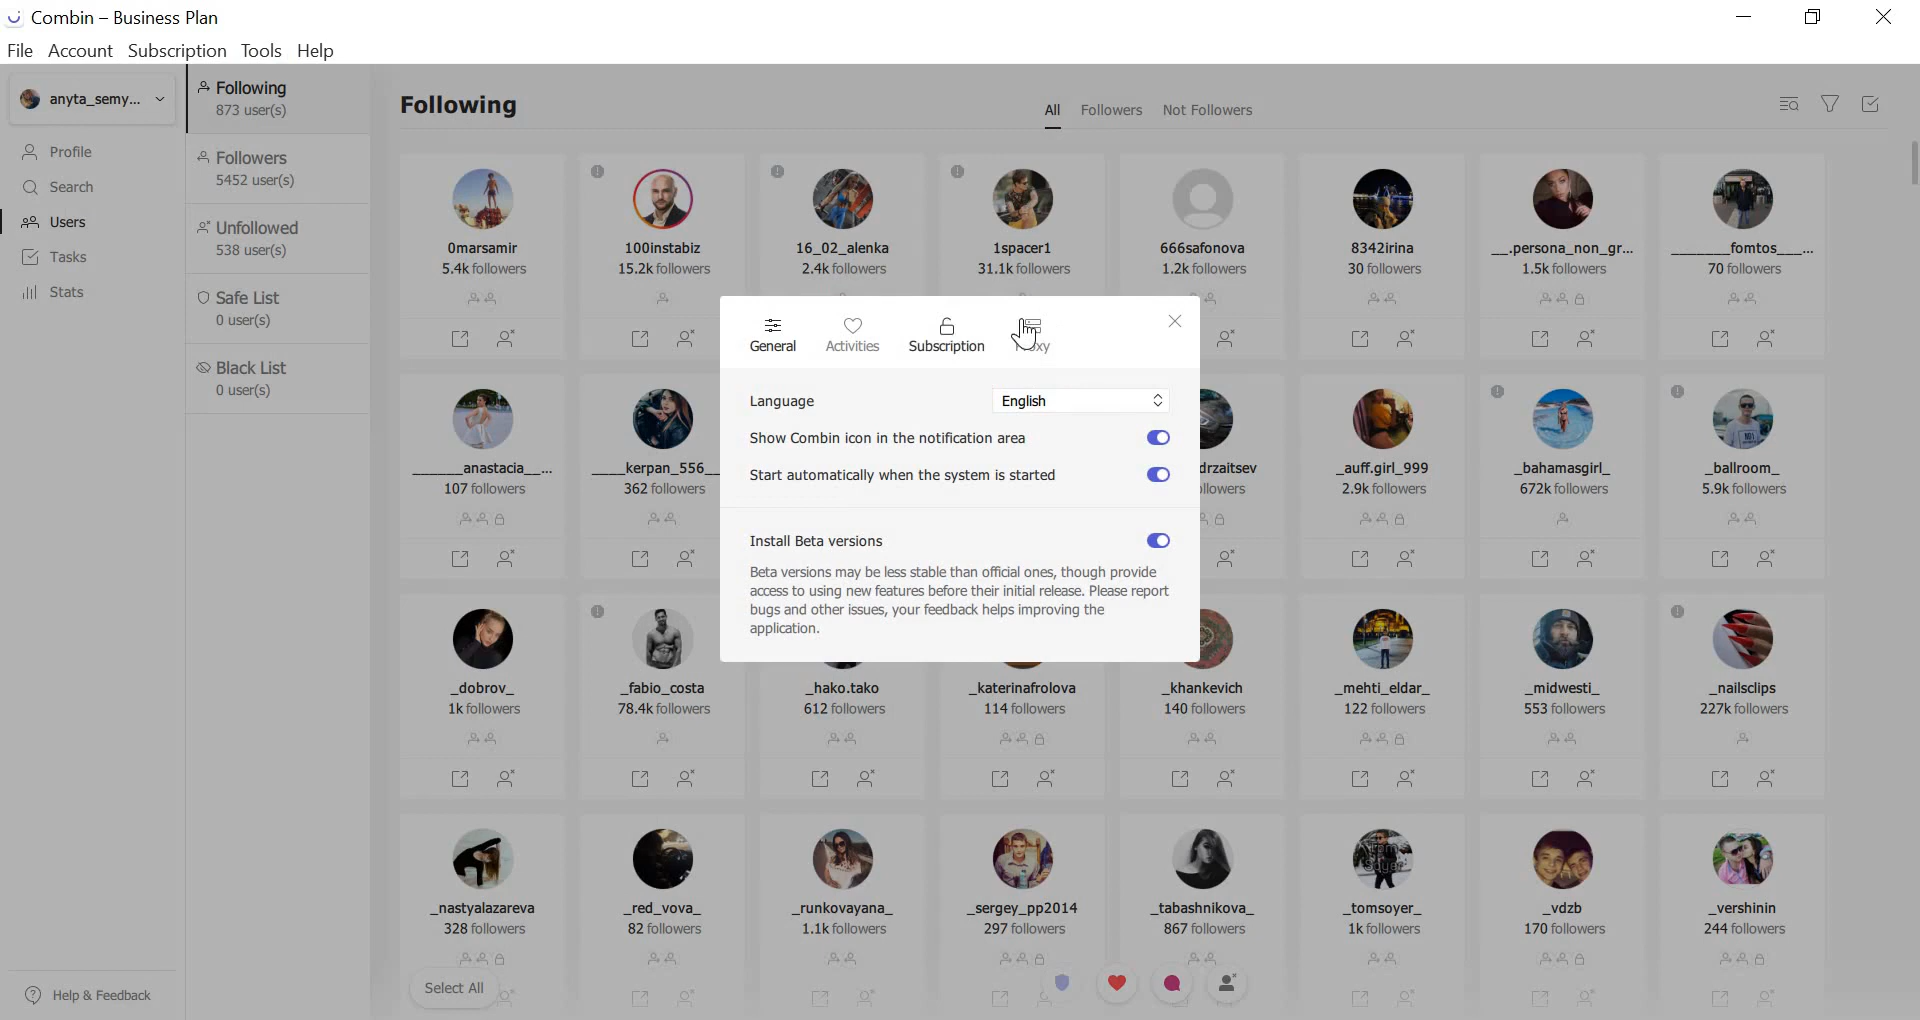 Combin – Business Plan
File Account Subscription Tools Help
anyta_semy...
Profile
Search
Users
Tasks
Stats
Help & Feedback
Following
873 user(s)
Followers
5452 user(s)
Unfollowed
538 user(s)
Safe List
0 user(s)
Black List
0 user(s)
Following
All Followers Not Followers
0marsamir 100instabiz 16_02_alenka 1spacer1 666safonova 8342irina __.persona_non_gr... _______fomtos____...
5.4k followers 15.2k followers 2.4k followers 31.1k followers 1.2k followers 30 followers 1.5k followers 70 followers
General Activities Subscription
Language English
Show Combin icon in the notification area
Start automatically when the system is started
Install Beta versions
Beta versions may be less stable than official ones, though provide
access to using new features before their initial release. Please report
bugs and other issues, your feedback helps improving the
application.
______anastacia__... ____kerpan_556__ drzaitsev _auff.girl_999 _bahamasgirl_ _ballroom_
107 followers 362 followers 2.9k followers 672k followers 5.9k followers
_dobrov_ _fabio_costa _hako.tako _katerinafrolova _khankevich _mehti_eldar_ _midwesti_ _nailsclips
1k followers 78.4k followers 612 followers 114 followers 140 followers 122 followers 553 followers 227k followers
_nastyalazareva _red_vova_ _runkovayana_ _sergey_pp2014 _tabashnikova_ _tomsoyer_ _vdzb _vershinin
328 followers 82 followers 1.1k followers 297 followers 867 followers 1k followers 170 followers 244 followers
Select All